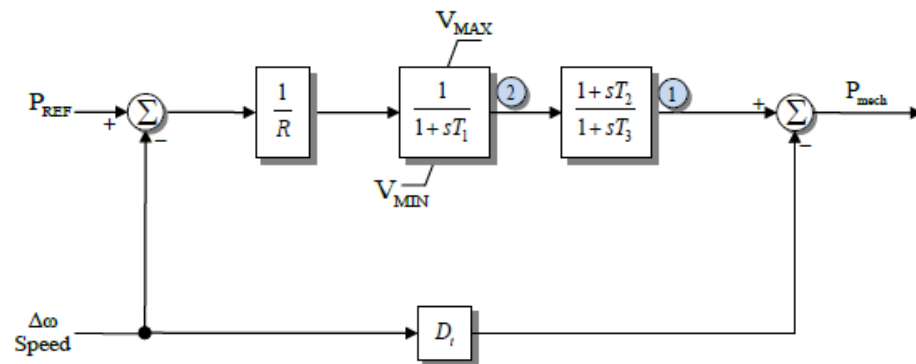 V_MAX
P_REF
+
Σ
−
1
R
1
1+sT_1
2
1+sT_2
1+sT_3
1
+
Σ
−
P_mech
V_MIN
Δω
Speed
D_t